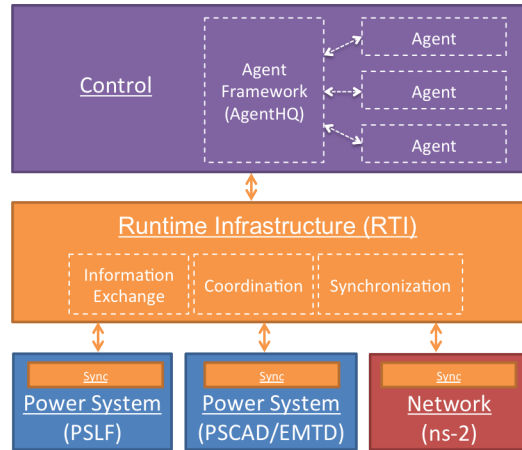 Control
Agent
Framework
(AgentHQ)
Agent
Agent
Agent
Runtime Infrastructure (RTI)
Information
Exchange
Coordination
Synchronization
Sync
Power System
(PSLF)
Sync
Power System
(PSCAD/EMTD)
Sync
Network
(ns-2)